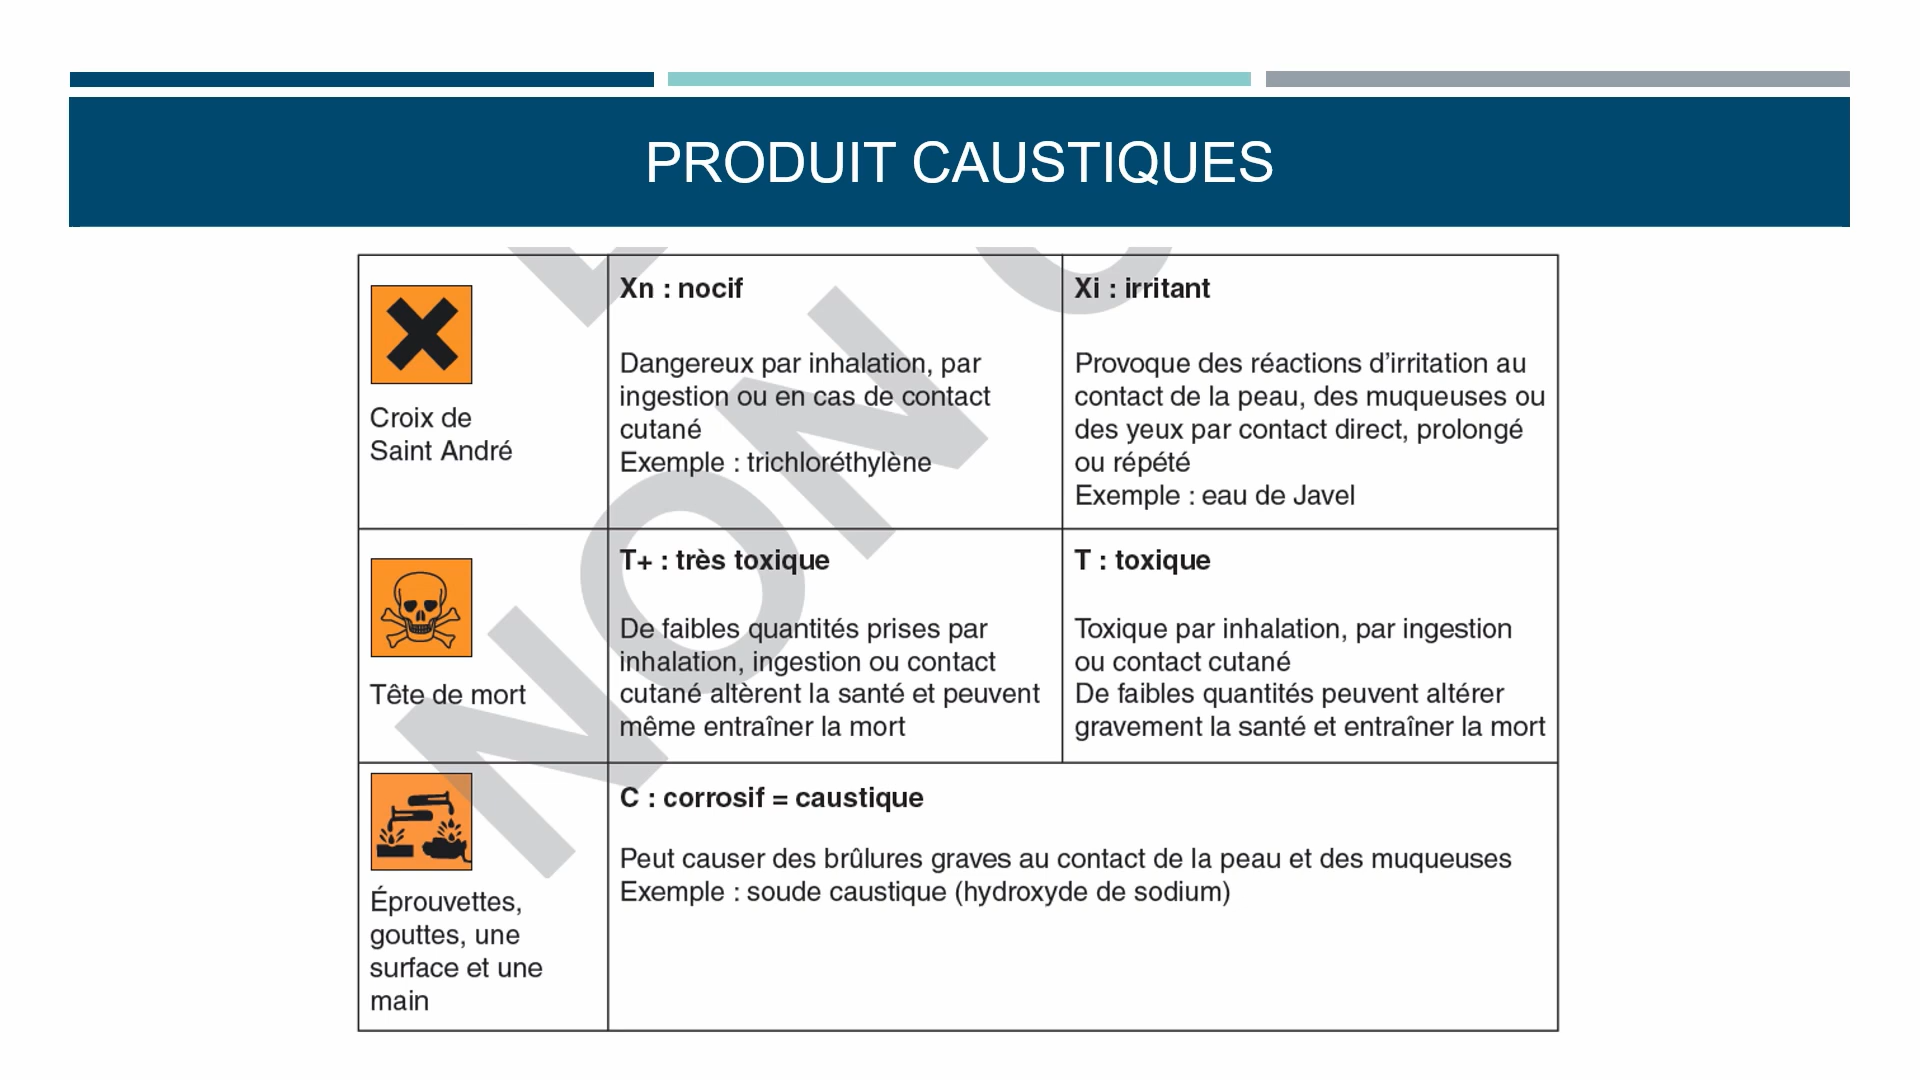 PRODUIT CAUSTIQUES
Croix de
Saint André
Xn : nocif
Dangereux par inhalation, par
ingestion ou en cas de contact
cutané
Exemple : trichloréthylène
Xi : irritant
Provoque des réactions d’irritation au
contact de la peau, des muqueuses ou
des yeux par contact direct, prolongé
ou répété
Exemple : eau de Javel
Tête de mort
T+ : très toxique
De faibles quantités prises par
inhalation, ingestion ou contact
cutané altèrent la santé et peuvent
même entraîner la mort
T : toxique
Toxique par inhalation, par ingestion
ou contact cutané
De faibles quantités peuvent altérer
gravement la santé et entraîner la mort
Éprouvettes,
gouttes, une
surface et une
main
C : corrosif = caustique
Peut causer des brûlures graves au contact de la peau et des muqueuses
Exemple : soude caustique (hydroxyde de sodium)
NON